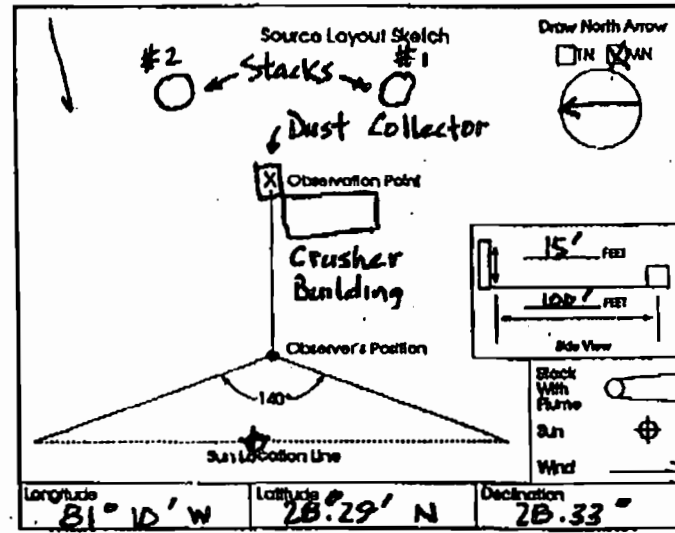 Source Layout Sketch
Draw North Arrow
TN MN
#2 Stacks #1
Dust Collector
X Observation Point
Crusher
Building
15' FEET
100' FEET
Side View
Observer's Position
140
Sun Location Line
Stack
With
Plume
Sun
Wind
Longitude Latitude Declination
81° 10' W 28° 29' N 28.33°